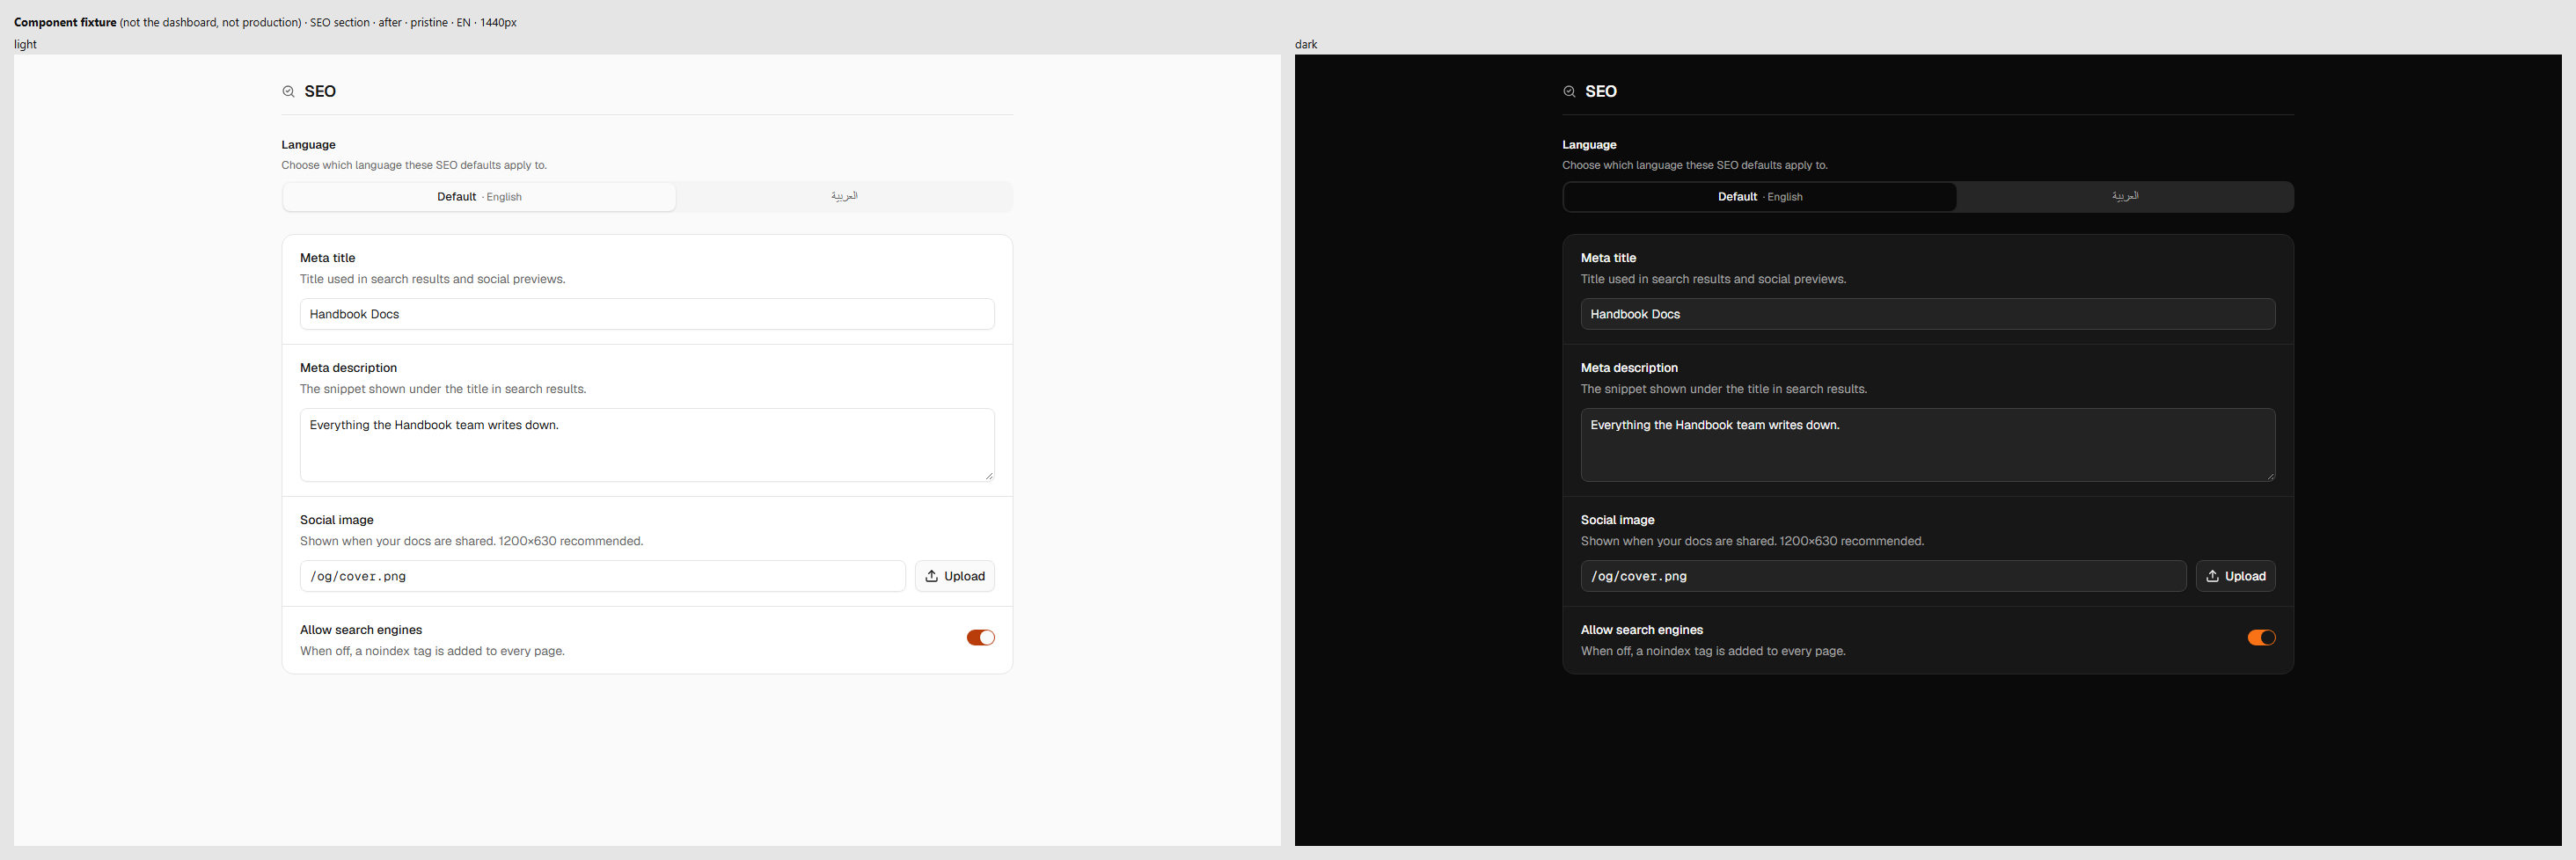 Component fixture (not the dashboard, not production) · SEO section · after · pristine · EN · 1440px
light
SEO
Language
Choose which language these SEO defaults apply to.
Default · English
العربية
Meta title
Title used in search results and social previews.
Handbook Docs
Meta description
The snippet shown under the title in search results.
Everything the Handbook team writes down.
Social image
Shown when your docs are shared. 1200×630 recommended.
/og/cover.png
Upload
Allow search engines
When off, a noindex tag is added to every page.
dark
SEO
Language
Choose which language these SEO defaults apply to.
Default · English
العربية
Meta title
Title used in search results and social previews.
Handbook Docs
Meta description
The snippet shown under the title in search results.
Everything the Handbook team writes down.
Social image
Shown when your docs are shared. 1200×630 recommended.
/og/cover.png
Upload
Allow search engines
When off, a noindex tag is added to every page.